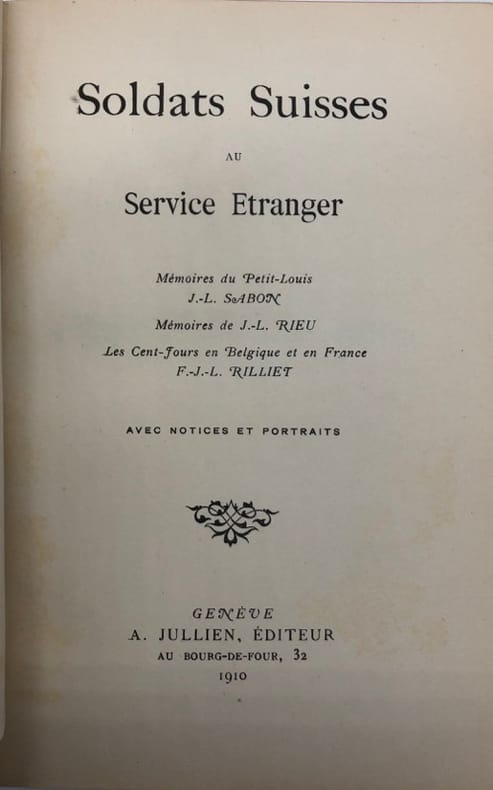 Soldats Suisses
AU
Service Etranger
Mémoires du Petit-Louis
J.-L. SABON
Mémoires de J.-L. RIEU
Les Cent-Jours en Belgique et en France
F.-J.-L. RILLIET
AVEC NOTICES ET PORTRAITS
GENÈVE
A. JULLIEN, ÉDITEUR
AU BOURG-DE-FOUR, 32
1910